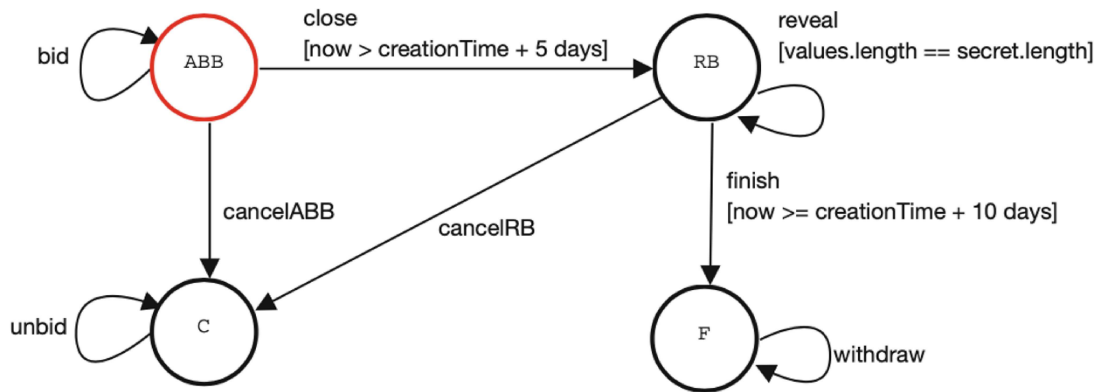 close
[now > creationTime + 5 days]
reveal
[values.length == secret.length]
bid
ABB
RB
finish
[now >= creationTime + 10 days]
cancelABB
cancelRB
unbid
C
F
withdraw